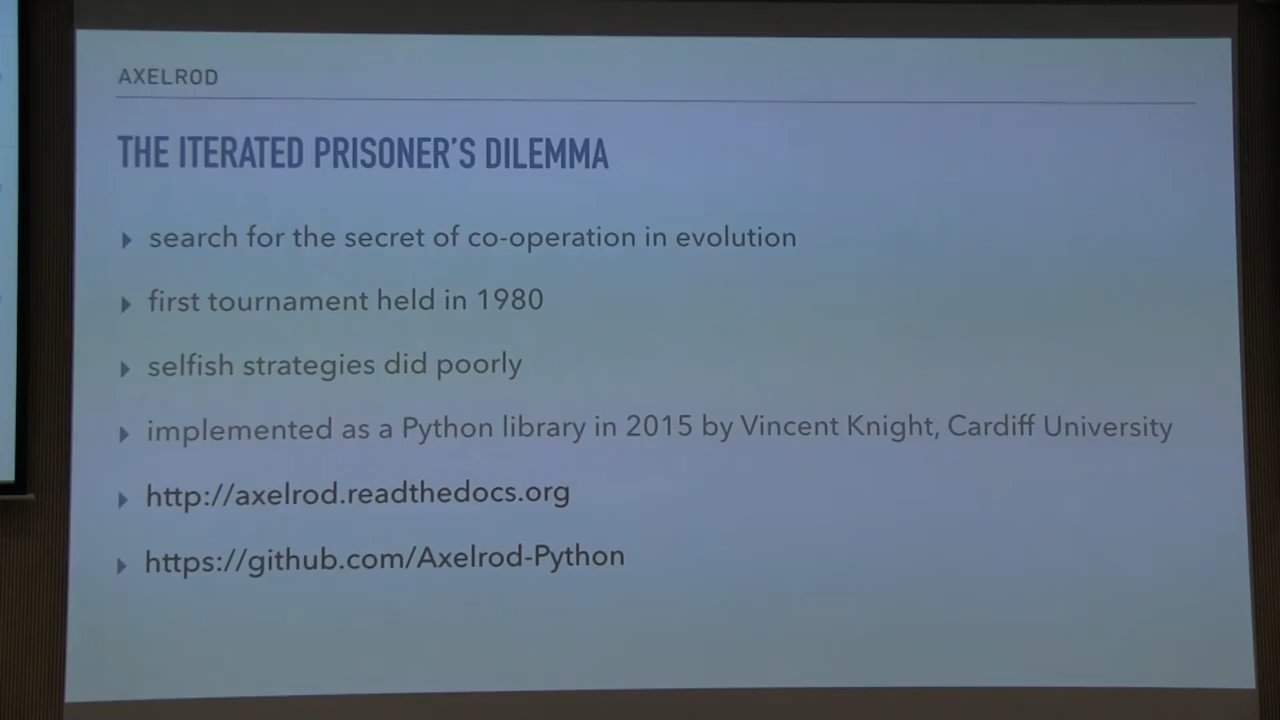 AXELROD
THE ITERATED PRISONER'S DILEMMA
search for the secret of co-operation in evolution
first tournament held in 1980
selfish strategies did poorly
implemented as a Python library in 2015 by Vincent Knight, Cardiff University
http://axelrod.readthedocs.org
https://github.com/Axelrod-Python